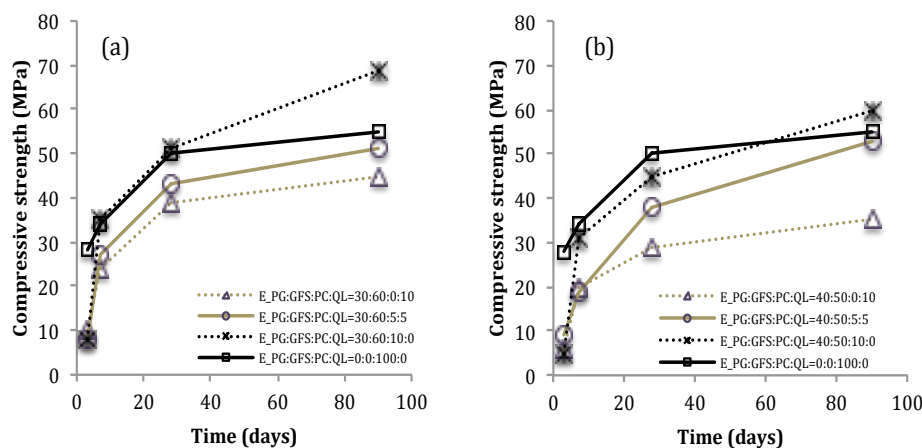 (a)
Compressive strength (MPa)
80
70
60
50
40
30
20
10
0
E_PG:GFS:PC:QL=30:60:0:10
E_PG:GFS:PC:QL=30:60:5:5
E_PG:GFS:PC:QL=30:60:10:0
E_PG:GFS:PC:QL=0:0:100:0
0 20 40 60 80 100
Time (days)
(b)
Compressive strength (MPa)
80
70
60
50
40
30
20
10
0
E_PG:GFS:PC:QL=40:50:0:10
E_PG:GFS:PC:QL=40:50:5:5
E_PG:GFS:PC:QL=40:50:10:0
E_PG:GFS:PC:QL=0:0:100:0
0 20 40 60 80 100
Time (days)